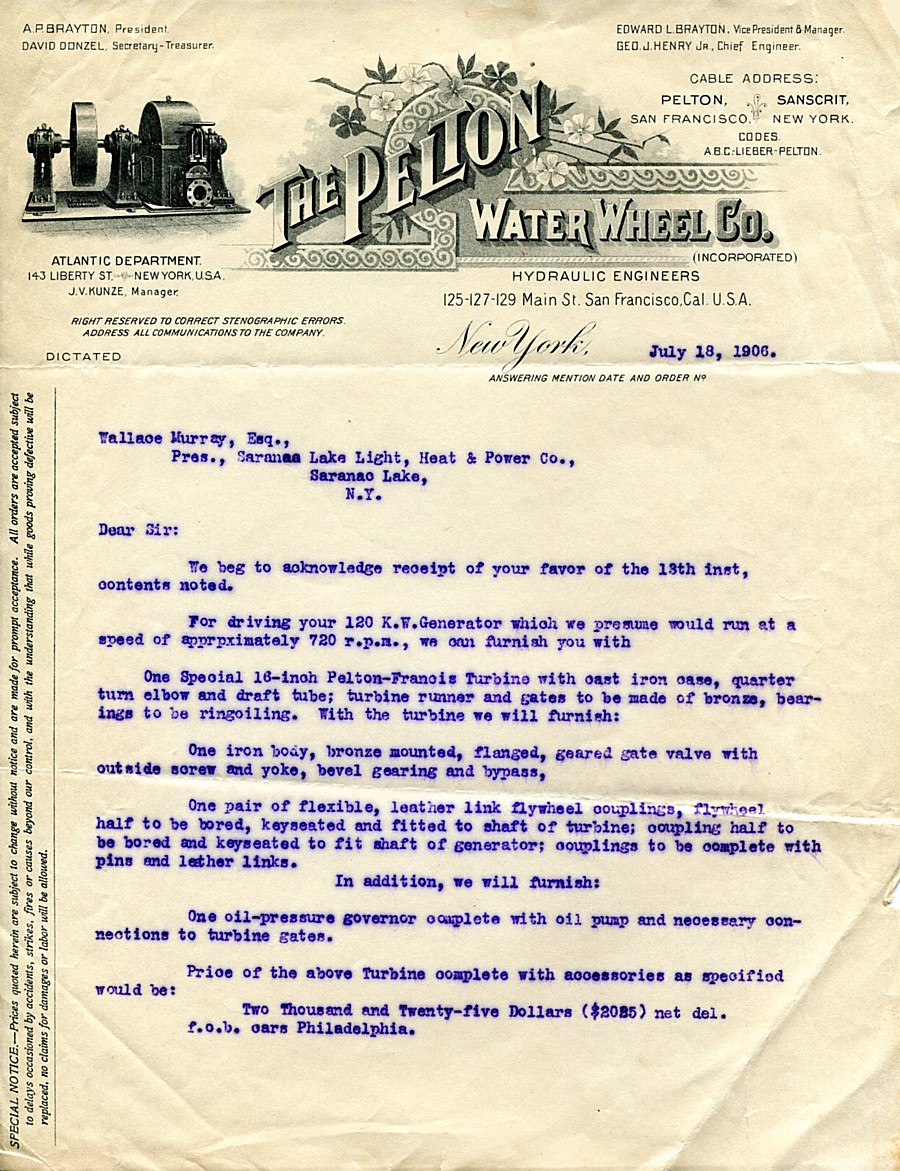 A.P. BRAYTON, President.
DAVID DONZEL, Secretary-Treasurer.
EDWARD L. BRAYTON, Vice President & Manager.
GEO. J. HENRY Jr., Chief Engineer.
CABLE ADDRESS:
PELTON, SANSCRIT,
SAN FRANCISCO, NEW YORK.
CODES.
A.B.C.-LIEBER-PELTON.
THE PELTON
WATER WHEEL CO.
(INCORPORATED)
HYDRAULIC ENGINEERS
125-127-129 Main St. San Francisco, Cal. U.S.A.
ATLANTIC DEPARTMENT.
143 LIBERTY ST. NEW YORK, U.S.A.
J.V. KUNZE, Manager.
RIGHT RESERVED TO CORRECT STENOGRAPHIC ERRORS.
ADDRESS ALL COMMUNICATIONS TO THE COMPANY.
DICTATED
New York, July 18, 1906.
ANSWERING MENTION DATE AND ORDER Nº
SPECIAL NOTICE.—Prices quoted herein are subject to change without notice and are made for prompt acceptance. All orders are accepted subject
to delays occasioned by accidents, strikes, fires or causes beyond our control, and with the understanding that while goods proving defective will be
replaced, no claims for damages or labor will be allowed.
Wallace Murray, Esq.,
Pres., Saranaa Lake Light, Heat & Power Co.,
Saranac Lake,
N.Y.
Dear Sir:
We beg to acknowledge receipt of your favor of the 13th inst,
contents noted.
For driving your 120 K.W.Generator which we presume would run at a
speed of apprpximately 720 r.p.m., we can furnish you with
One Special 16-inch Pelton-Francis Turbine with cast iron case, quarter
turn elbow and draft tube; turbine runner and gates to be made of bronze, bear-
ings to be ringoiling. With the turbine we will furnish:
One iron body, bronze mounted, flanged, geared gate valve with
outside screw and yoke, bevel gearing and bypass,
One pair of flexible, leather link flywheel couplings, flywheel
half to be bored, keyseated and fitted to shaft of turbine; coupling half to
be bored and keyseated to fit shaft of generator; couplings to be complete with
pins and lether links.
In addition, we will furnish:
One oil-pressure governor complete with oil pump and necessary con-
nections to turbine gates.
Price of the above Turbine complete with accessories as specified
would be:
Two Thousand and Twenty-five Dollars ($2025) net del.
f.o.b. cars Philadelphia.